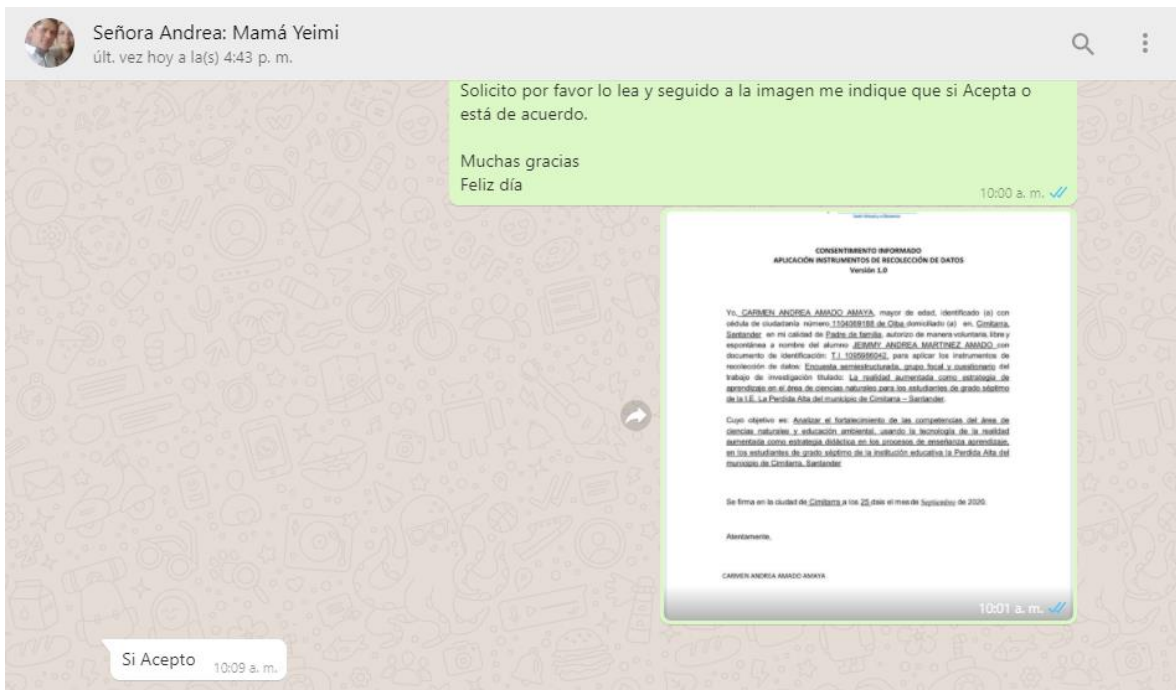 Señora Andrea: Mamá Yeimi
últ. vez hoy a la(s) 4:43 p. m.
Solicito por favor lo lea y seguido a la imagen me indique que si Acepta o
está de acuerdo.
Muchas gracias
Feliz día
10:00 a. m.
CONSENTIMIENTO INFORMADO
APLICACIÓN INSTRUMENTOS DE RECOLECCIÓN DE DATOS
Versión 1.0
Yo, CARMEN ANDREA AMADO AMAYA, mayor de edad, identificado (a) con
cédula de ciudadanía número 1104069188 de Oiba domiciliado (a) en, Cimitarra,
Santander en mi calidad de Padre de familia, autorizo de manera voluntaria, libre y
espontánea a nombre del alumno JEIMMY ANDREA MARTINEZ AMADO con
documento de identificación: T.I 1095986042, para aplicar los instrumentos de
recolección de datos: Encuesta semiestructurada, grupo focal y cuestionario del
trabajo de investigación titulado: La realidad aumentada como estrategia de
aprendizaje en el área de ciencias naturales para los estudiantes de grado séptimo
de la I.E. La Perdida Alta del municipio de Cimitarra – Santander.
Cuyo objetivo es: Analizar el fortalecimiento de las competencias del área de
ciencias naturales y educación ambiental, usando la tecnología de la realidad
aumentada como estrategia didáctica en los procesos de enseñanza aprendizaje,
en los estudiantes de grado séptimo de la institución educativa la Perdida Alta del
municipio de Cimitarra, Santander
Se firma en la ciudad de Cimitarra a los 25 dais el mes de Septiembre de 2020.
Atentamente,
CARMEN ANDREA AMADO AMAYA
10:01 a. m.
Si Acepto
10:09 a. m.